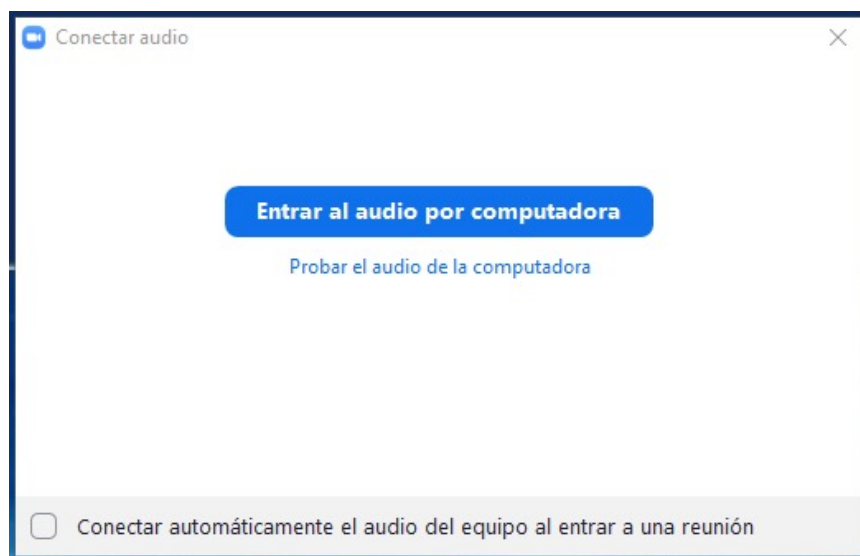 Conectar audio
Entrar al audio por computadora
Probar el audio de la computadora
Conectar automáticamente el audio del equipo al entrar a una reunión